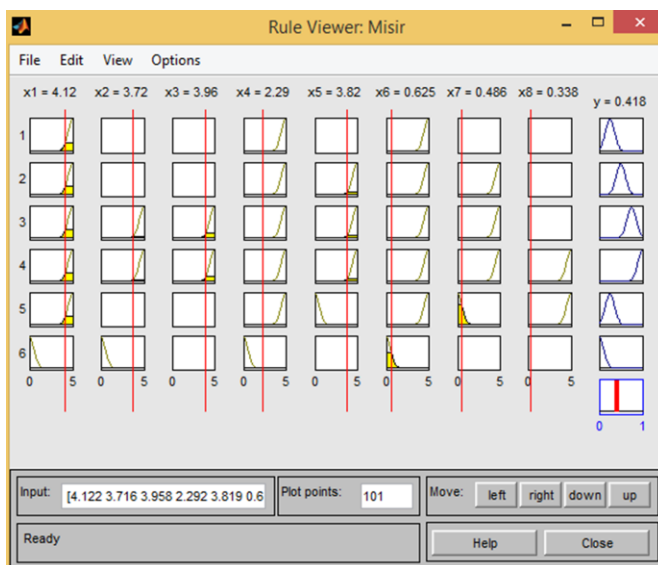 Rule Viewer: Misir
File Edit View Options
x1 = 4.12 x2 = 3.72 x3 = 3.96 x4 = 2.29 x5 = 3.82 x6 = 0.625 x7 = 0.486 x8 = 0.338 y = 0.418
1
2
3
4
5
6
0 5 0 5 0 5 0 5 0 5 0 5 0 5 0 5
0 1
Input: [4.122 3.716 3.958 2.292 3.819 0.6 Plot points: 101 Move: left right down up
Ready Help Close